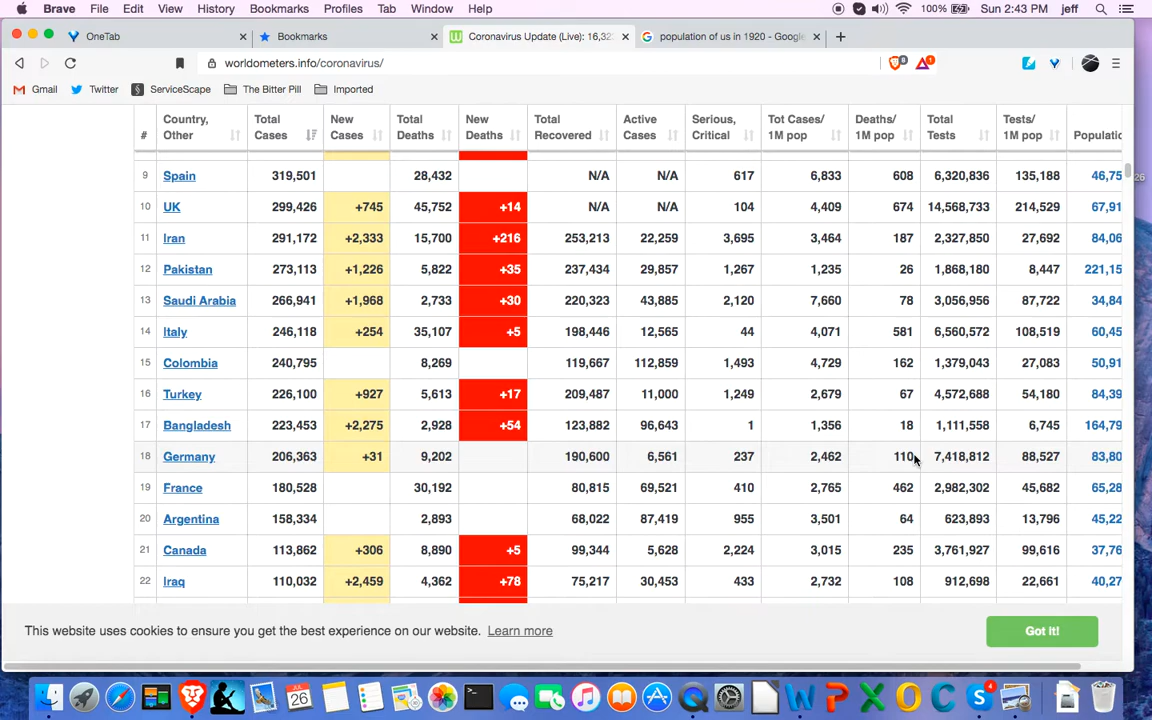 Brave File Edit View History Bookmarks Profiles Tab Window Help 100% Sun 2:43 PM jeff
OneTab Bookmarks Coronavirus Update (Live): 16,32 population of us in 1920 - Google
worldometers.info/coronavirus/ 8 1
Gmail Twitter ServiceScape The Bitter Pill Imported
# Country, Other Total Cases New Cases Total Deaths New Deaths Total Recovered Active Cases Serious, Critical Tot Cases/ 1M pop Deaths/ 1M pop Total Tests Tests/ 1M pop Populatic
9 Spain 319,501 28,432 N/A N/A 617 6,833 608 6,320,836 135,188 46,75
10 UK 299,426 +745 45,752 +14 N/A N/A 104 4,409 674 14,568,733 214,529 67,91
11 Iran 291,172 +2,333 15,700 +216 253,213 22,259 3,695 3,464 187 2,327,850 27,692 84,06
12 Pakistan 273,113 +1,226 5,822 +35 237,434 29,857 1,267 1,235 26 1,868,180 8,447 221,15
13 Saudi Arabia 266,941 +1,968 2,733 +30 220,323 43,885 2,120 7,660 78 3,056,956 87,722 34,84
14 Italy 246,118 +254 35,107 +5 198,446 12,565 44 4,071 581 6,560,572 108,519 60,45
15 Colombia 240,795 8,269 119,667 112,859 1,493 4,729 162 1,379,043 27,083 50,91
16 Turkey 226,100 +927 5,613 +17 209,487 11,000 1,249 2,679 67 4,572,688 54,180 84,39
17 Bangladesh 223,453 +2,275 2,928 +54 123,882 96,643 1 1,356 18 1,111,558 6,745 164,79
18 Germany 206,363 +31 9,202 190,600 6,561 237 2,462 110 7,418,812 88,527 83,80
19 France 180,528 30,192 80,815 69,521 410 2,765 462 2,982,302 45,682 65,28
20 Argentina 158,334 2,893 68,022 87,419 955 3,501 64 623,893 13,796 45,22
21 Canada 113,862 +306 8,890 +5 99,344 5,628 2,224 3,015 235 3,761,927 99,616 37,76
22 Iraq 110,032 +2,459 4,362 +78 75,217 30,453 433 2,732 108 912,698 22,661 40,27
This website uses cookies to ensure you get the best experience on our website. Learn more Got it!
JUL 26 4